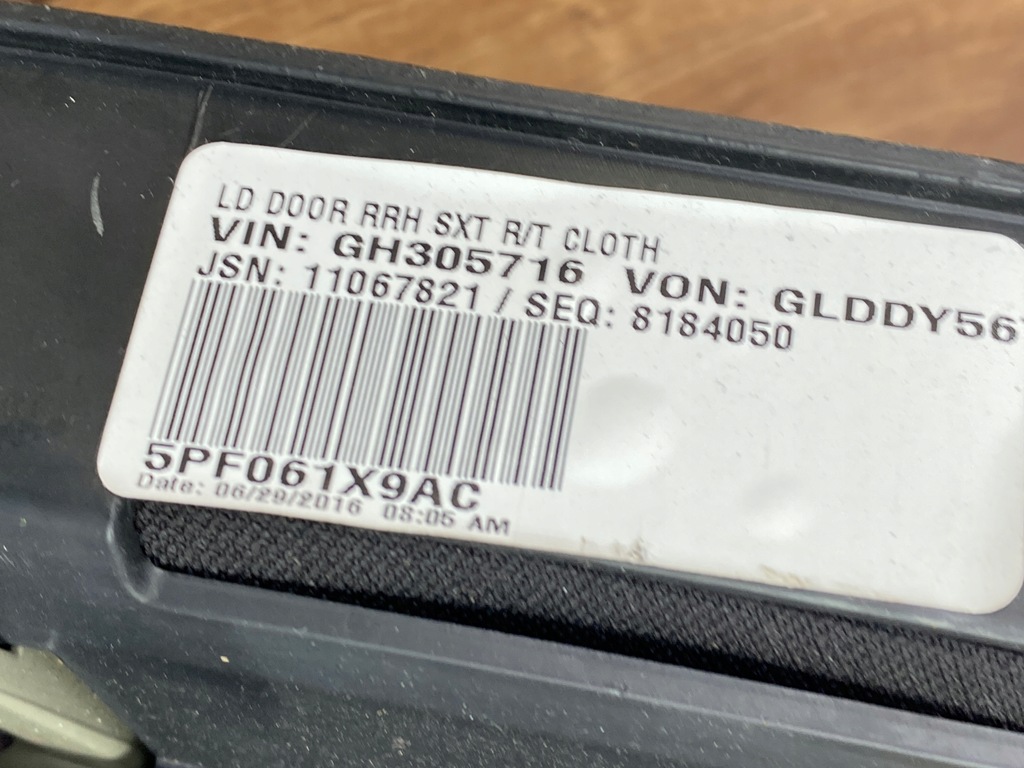 LD DOOR RRH SXT R/T CLOTH
VIN: GH305716 VON: GLDDY56
JSN: 11067821 / SEQ: 8184050
5PF061X9AC
Date: 06/29/2016 08:05 AM